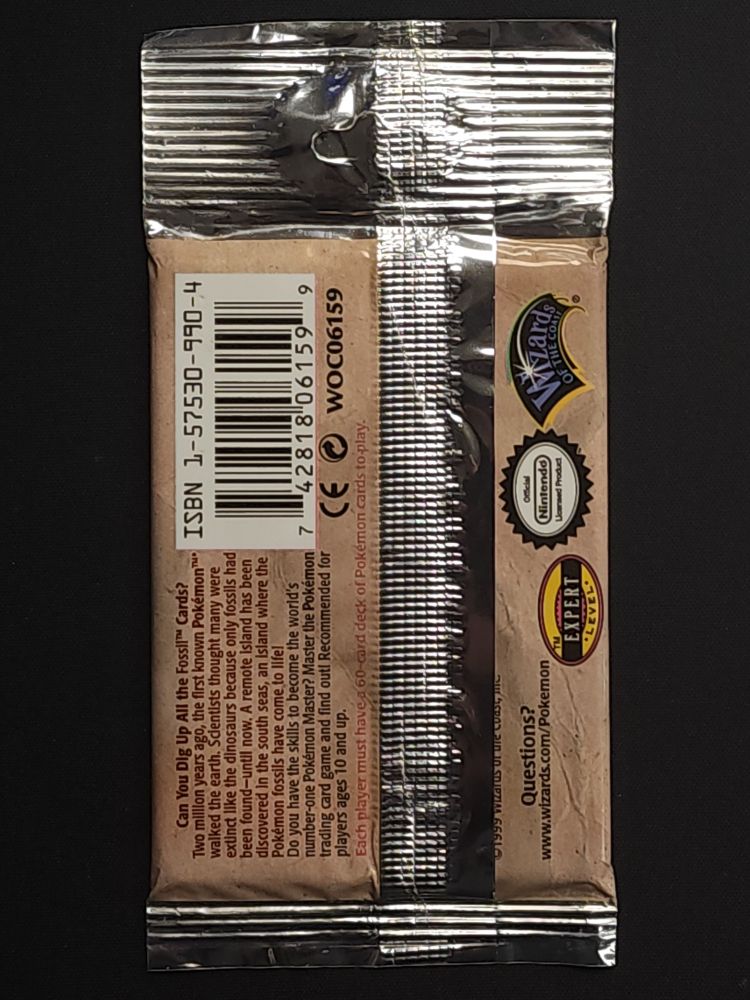 Can You Dig Up All the Fossil™ Cards?
Two million years ago, the first known Pokémon™
walked the earth. Scientists thought many were
extinct like the dinosaurs because only fossils had
been found—until now. A remote island has been
discovered in the south seas, an island where the
Pokémon fossils have come to life!
Do you have the skills to become the world's
number-one Pokémon Master? Master the Pokémon
trading card game and find out! Recommended for
players ages 10 and up.
Each player must have a 60-card deck of Pokémon cards to play.
ISBN 1-57530-990-4
7 42818 06159 9
CE WOC06159
©1999 Wizards of the Coast, Inc.
Questions?
www.wizards.com/Pokemon
TM
EXPERT
LEVEL
Official
Nintendo
Licensed Product
Wizards
OF THE COAST
®